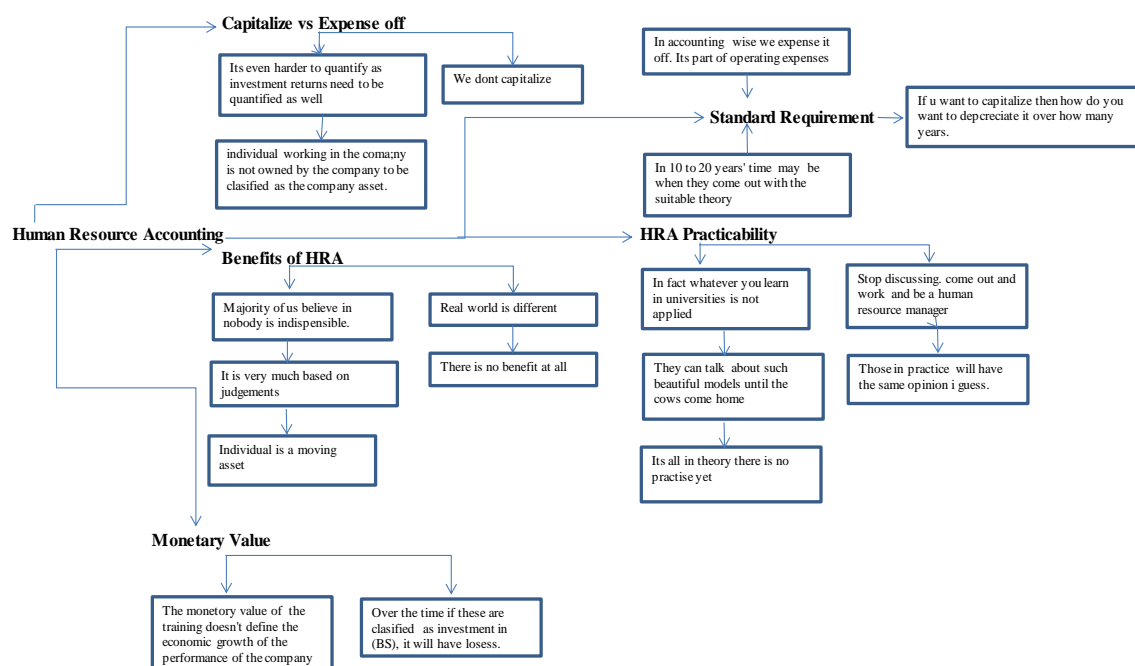 Capitalize vs Expense off
Its even harder to quantify as
investment returns need to be
quantified as well
We dont capitalize
individual working in the coma;ny
is not owned by the company to be
clasified as the company asset.
In accounting wise we expense it
off. Its part of operating expenses
Standard Requirement
If u want to capitalize then how do you
want to depcreciate it over how many
years.
In 10 to 20 years' time may be
when they come out with the
suitable theory
Human Resource Accounting
Benefits of HRA
Majority of us believe in
nobody is indispensible.
Real world is different
It is very much based on
judgements
There is no benefit at all
Individual is a moving
asset
HRA Practicability
In fact whatever you learn
in universities is not
applied
Stop discussing. come out and
work and be a human
resource manager
They can talk about such
beautiful models until the
cows come home
Those in practice will have
the same opinion i guess.
Its all in theory there is no
practise yet
Monetary Value
The monetory value of the
training doesn't define the
economic growth of the
performance of the company
Over the time if these are
clasified as investment in
(BS), it will have losess.